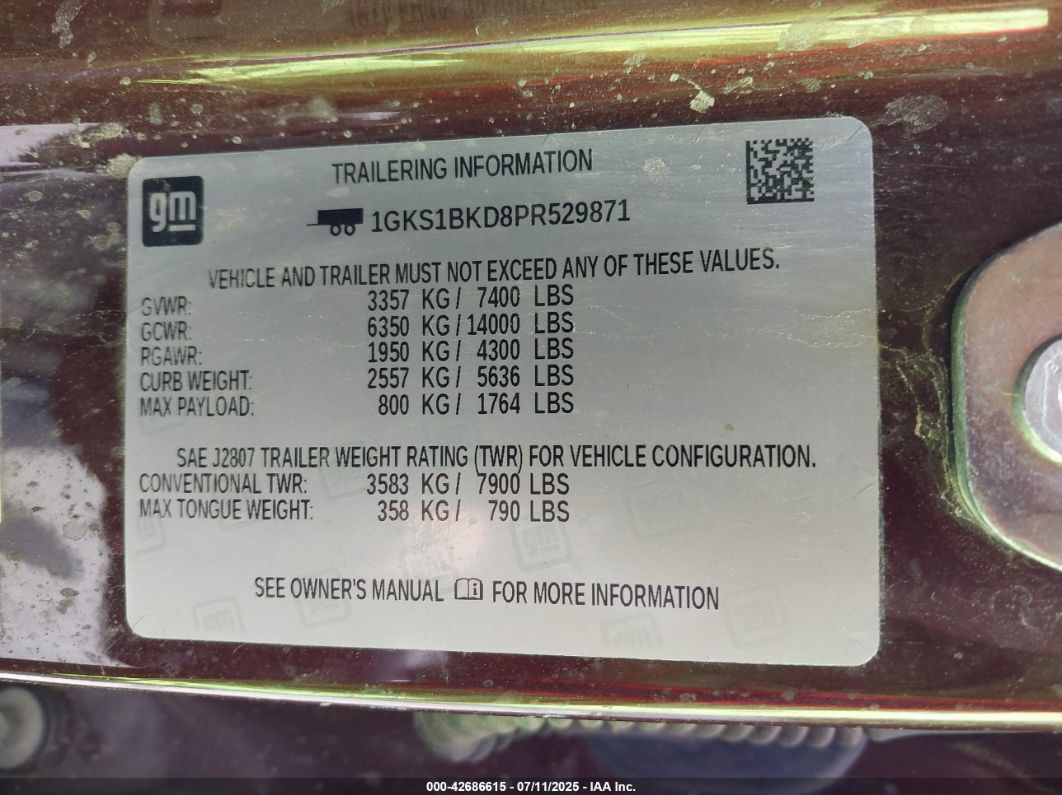 gm
TRAILERING INFORMATION
1GKS1BKD8PR529871
VEHICLE AND TRAILER MUST NOT EXCEED ANY OF THESE VALUES.
GVWR: 3357 KG / 7400 LBS
GCWR: 6350 KG / 14000 LBS
RGAWR: 1950 KG / 4300 LBS
CURB WEIGHT: 2557 KG / 5636 LBS
MAX PAYLOAD: 800 KG / 1764 LBS
SAE J2807 TRAILER WEIGHT RATING (TWR) FOR VEHICLE CONFIGURATION.
CONVENTIONAL TWR: 3583 KG / 7900 LBS
MAX TONGUE WEIGHT: 358 KG / 790 LBS
SEE OWNER'S MANUAL FOR MORE INFORMATION
000-42686615 - 07/11/2025 - IAA Inc.